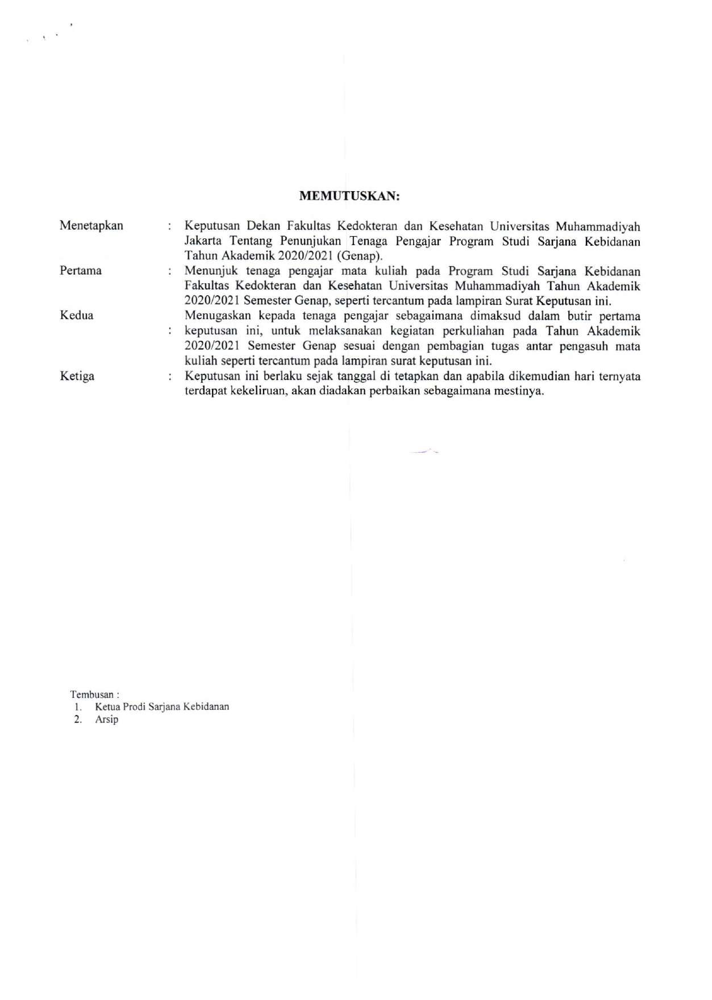 MEMUTUSKAN:
Menetapkan : Keputusan Dekan Fakultas Kedokteran dan Kesehatan Universitas Muhammadiyah
Jakarta Tentang Penunjukan Tenaga Pengajar Program Studi Sarjana Kebidanan
Tahun Akademik 2020/2021 (Genap).
Pertama : Menunjuk tenaga pengajar mata kuliah pada Program Studi Sarjana Kebidanan
Fakultas Kedokteran dan Kesehatan Universitas Muhammadiyah Tahun Akademik
2020/2021 Semester Genap, seperti tercantum pada lampiran Surat Keputusan ini.
Kedua Menugaskan kepada tenaga pengajar sebagaimana dimaksud dalam butir pertama
: keputusan ini, untuk melaksanakan kegiatan perkuliahan pada Tahun Akademik
2020/2021 Semester Genap sesuai dengan pembagian tugas antar pengasuh mata
kuliah seperti tercantum pada lampiran surat keputusan ini.
Ketiga : Keputusan ini berlaku sejak tanggal di tetapkan dan apabila dikemudian hari ternyata
terdapat kekeliruan, akan diadakan perbaikan sebagaimana mestinya.
Tembusan :
1. Ketua Prodi Sarjana Kebidanan
2. Arsip